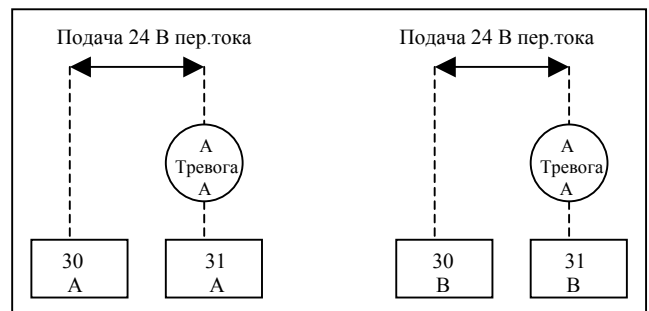 Подача 24 В пер.тока
Подача 24 В пер.тока
А
Тревога
А
А
Тревога
А
30
А
31
А
30
В
31
В